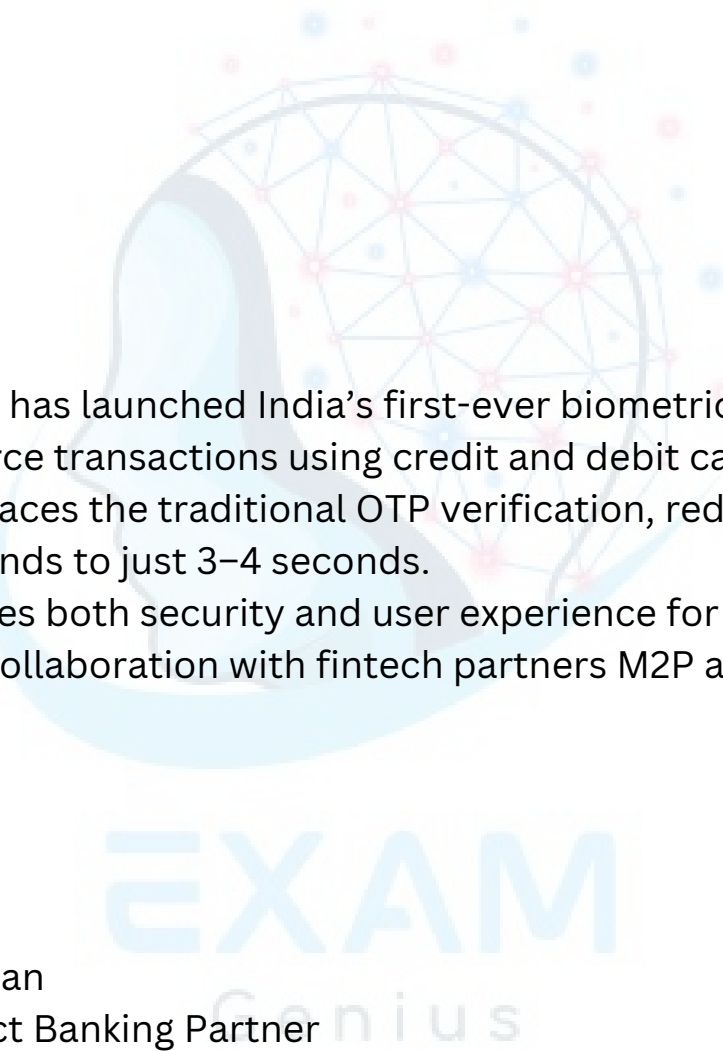 has launched India’s first-ever biometric
rce transactions using credit and debit ca
aces the traditional OTP verification, red
nds to just 3–4 seconds.
es both security and user experience for
ollaboration with fintech partners M2P a
EXAM
an
Genius
ct Banking Partner